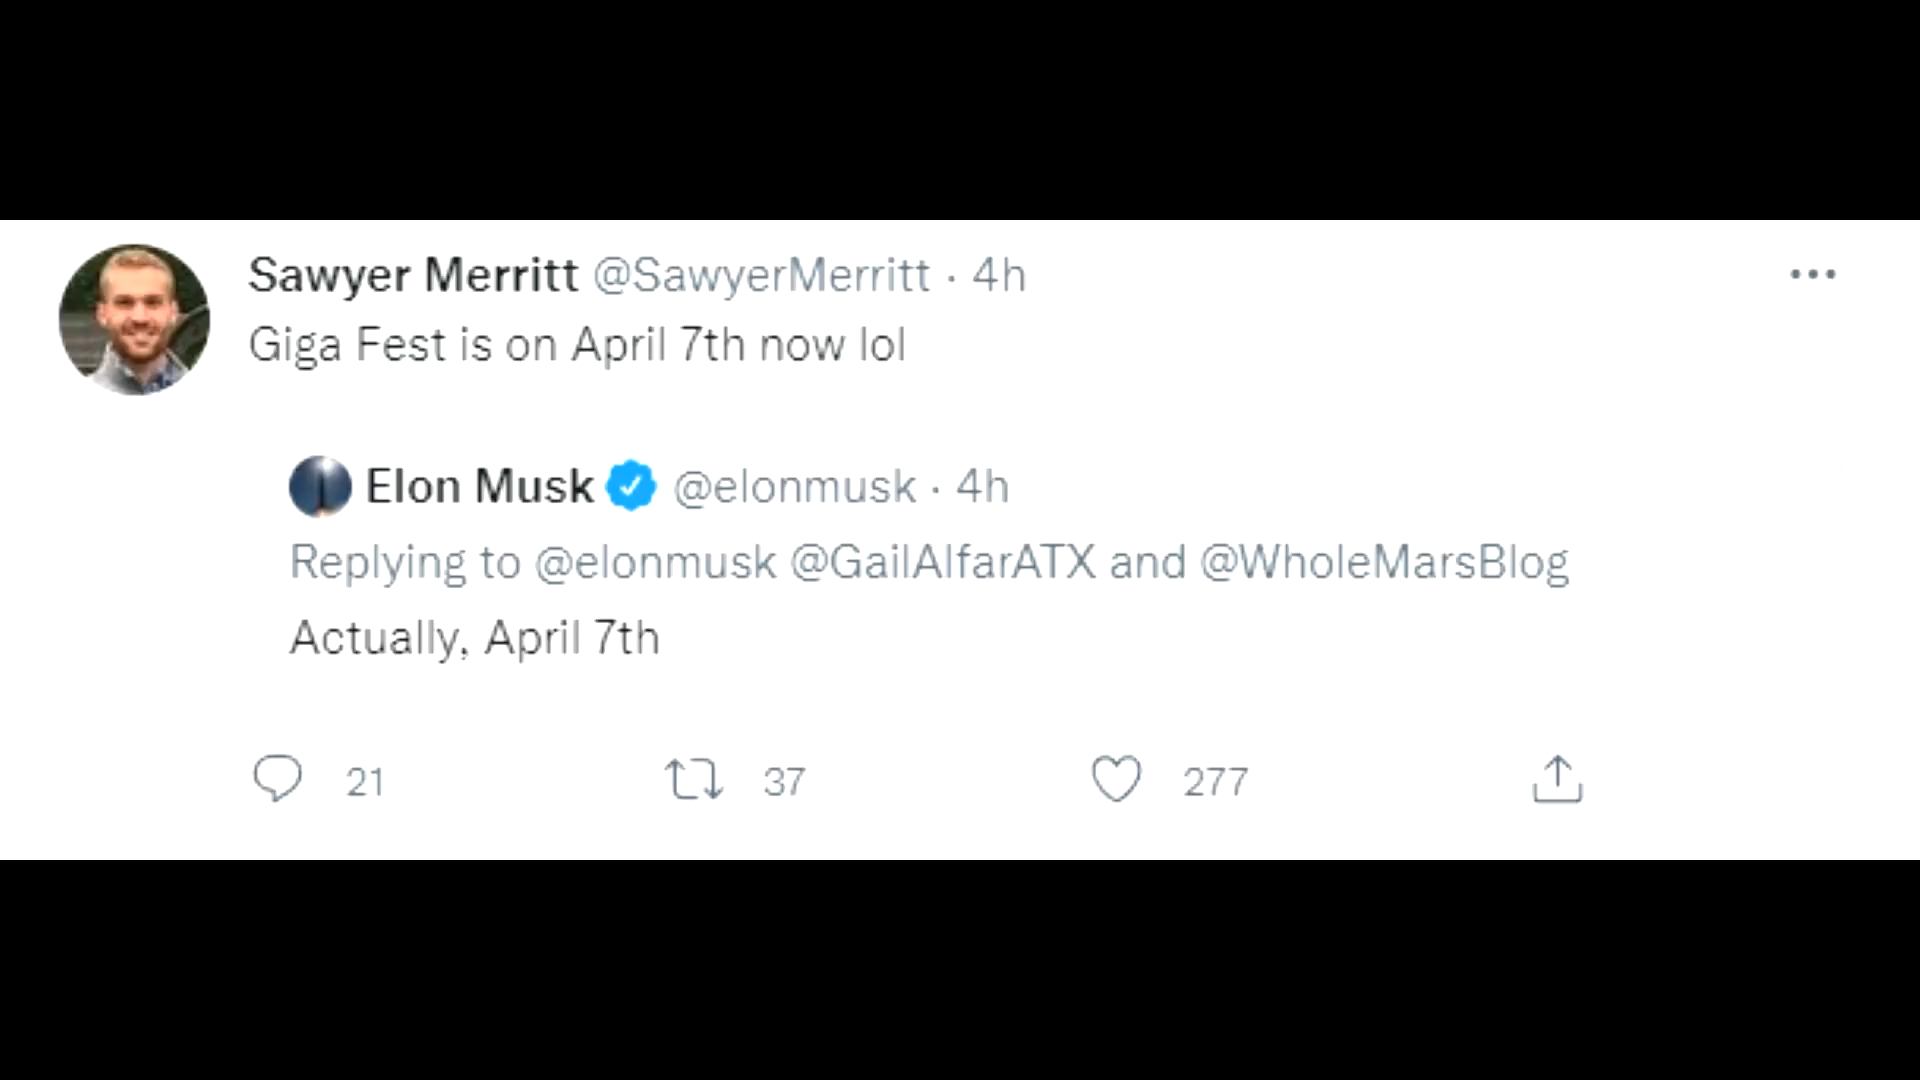 Sawyer Merritt @SawyerMerritt · 4h
Giga Fest is on April 7th now lol
Elon Musk @elonmusk · 4h
Replying to @elonmusk @GailAlfarATX and @WholeMarsBlog
Actually, April 7th
21 37 277